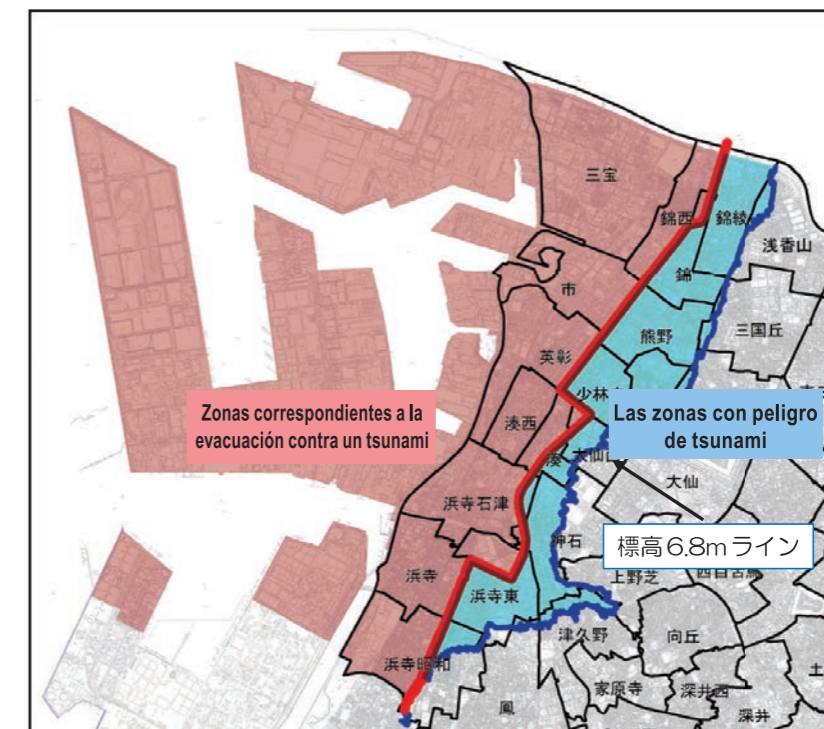 三宝
錦西
錦綾
浅香山
錦
市
熊野
三国丘
英彰
少林
Zonas correspondientes a la
evacuación contra un tsunami
湊西
Las zonas con peligro
de tsunami
湊
大仙
浜寺石津
標高6.8mライン
神石
浜寺
上野芝
浜寺東
津久野
向丘
浜寺昭和
家原寺
深井西
鳳
深井
土